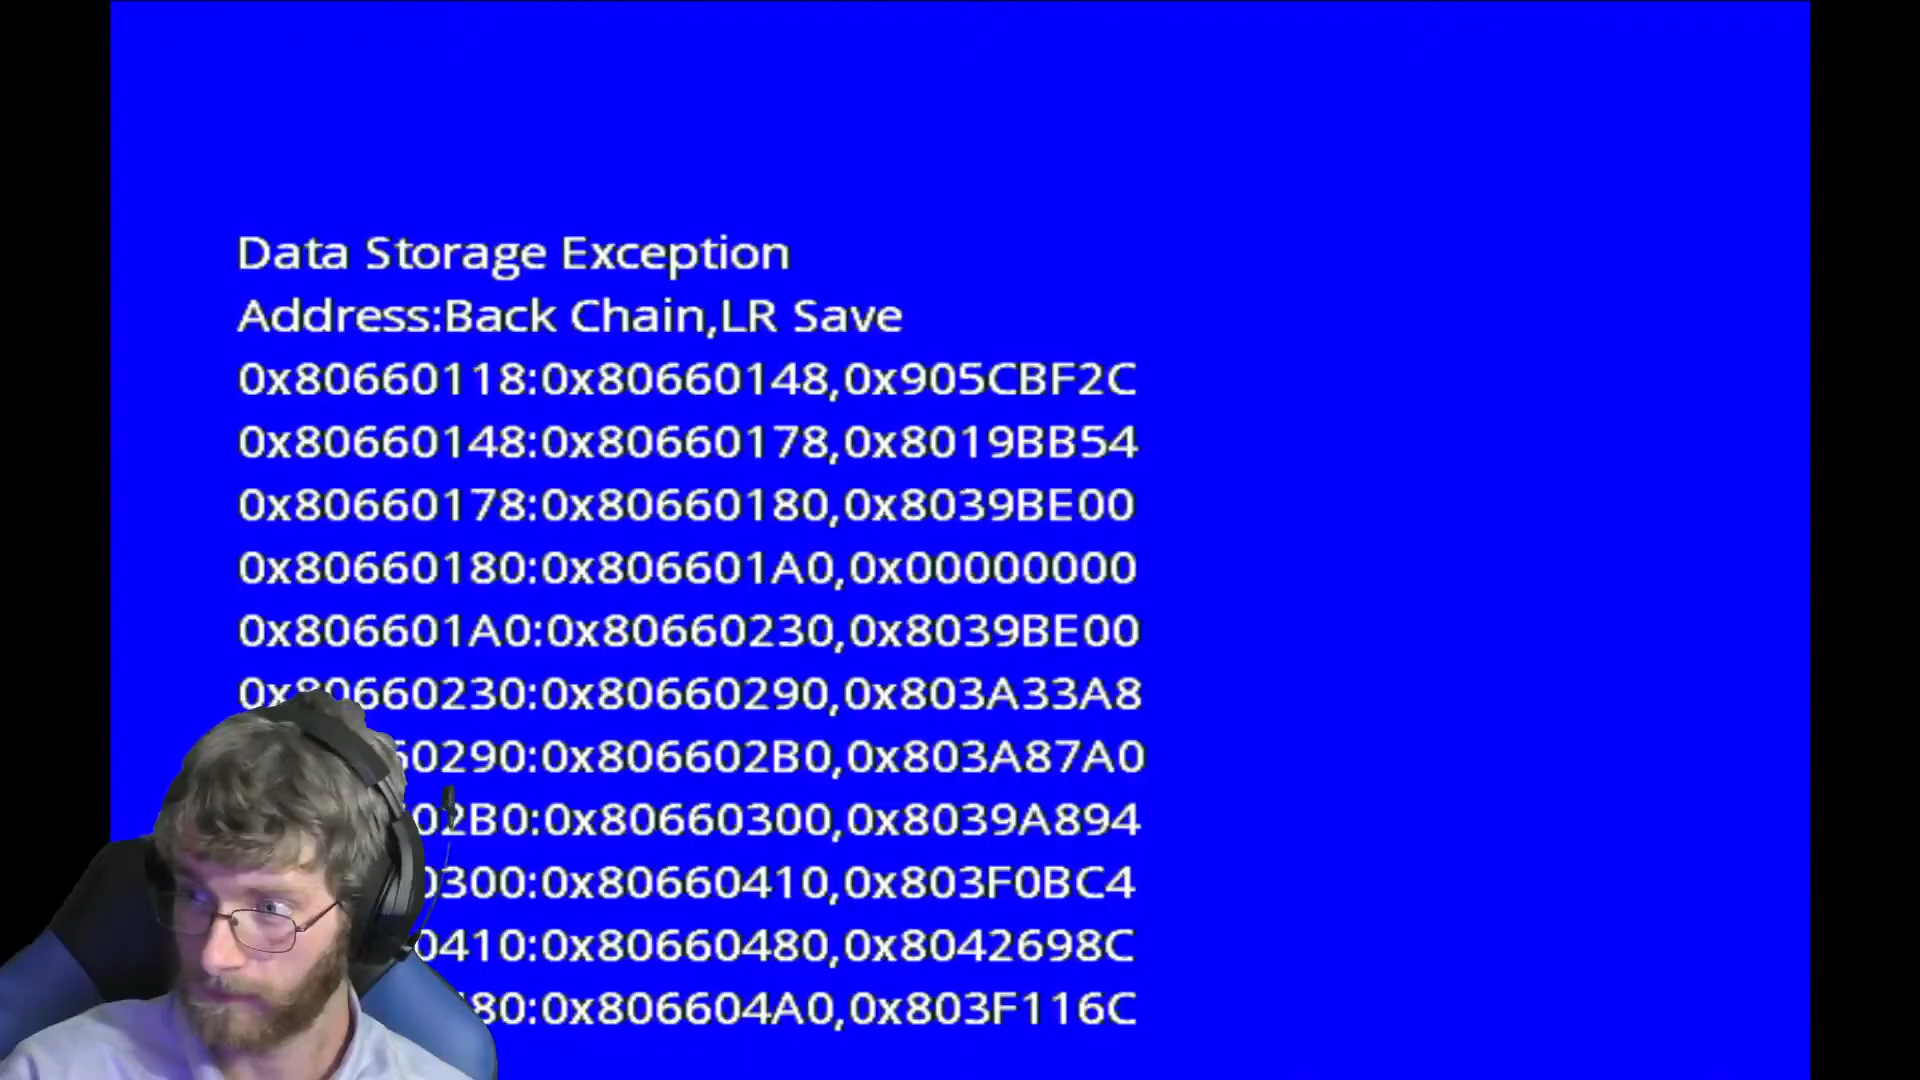 Data Storage Exception
Address:Back Chain,LR Save
0x80660118:0x80660148,0x905CBF2C
0x80660148:0x80660178,0x8019BB54
0x80660178:0x80660180,0x8039BE00
0x80660180:0x806601A0,0x00000000
0x806601A0:0x80660230,0x8039BE00
0x80660230:0x80660290,0x803A33A8
60290:0x806602B0,0x803A87A0
02B0:0x80660300,0x8039A894
0300:0x80660410,0x803F0BC4
0410:0x80660480,0x8042698C
80:0x806604A0,0x803F116C